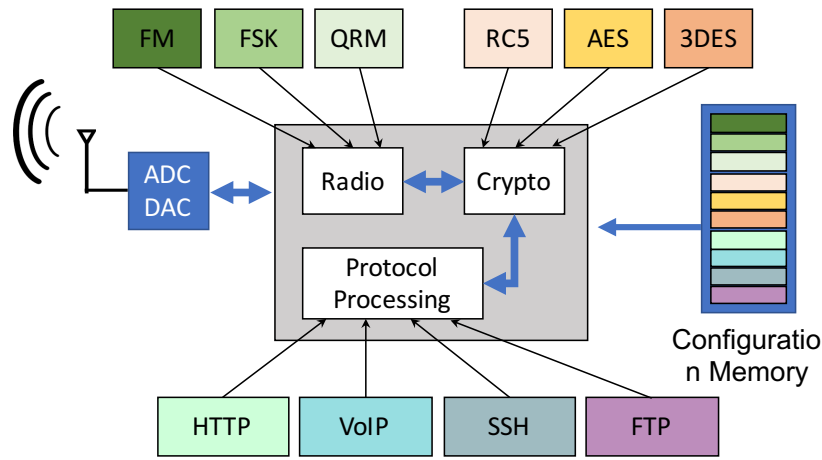 FM
FSK
QRM
RC5
AES
3DES
ADC
DAC
Radio
Crypto
Protocol
Processing
Configuratio
n Memory
HTTP
VoIP
SSH
FTP